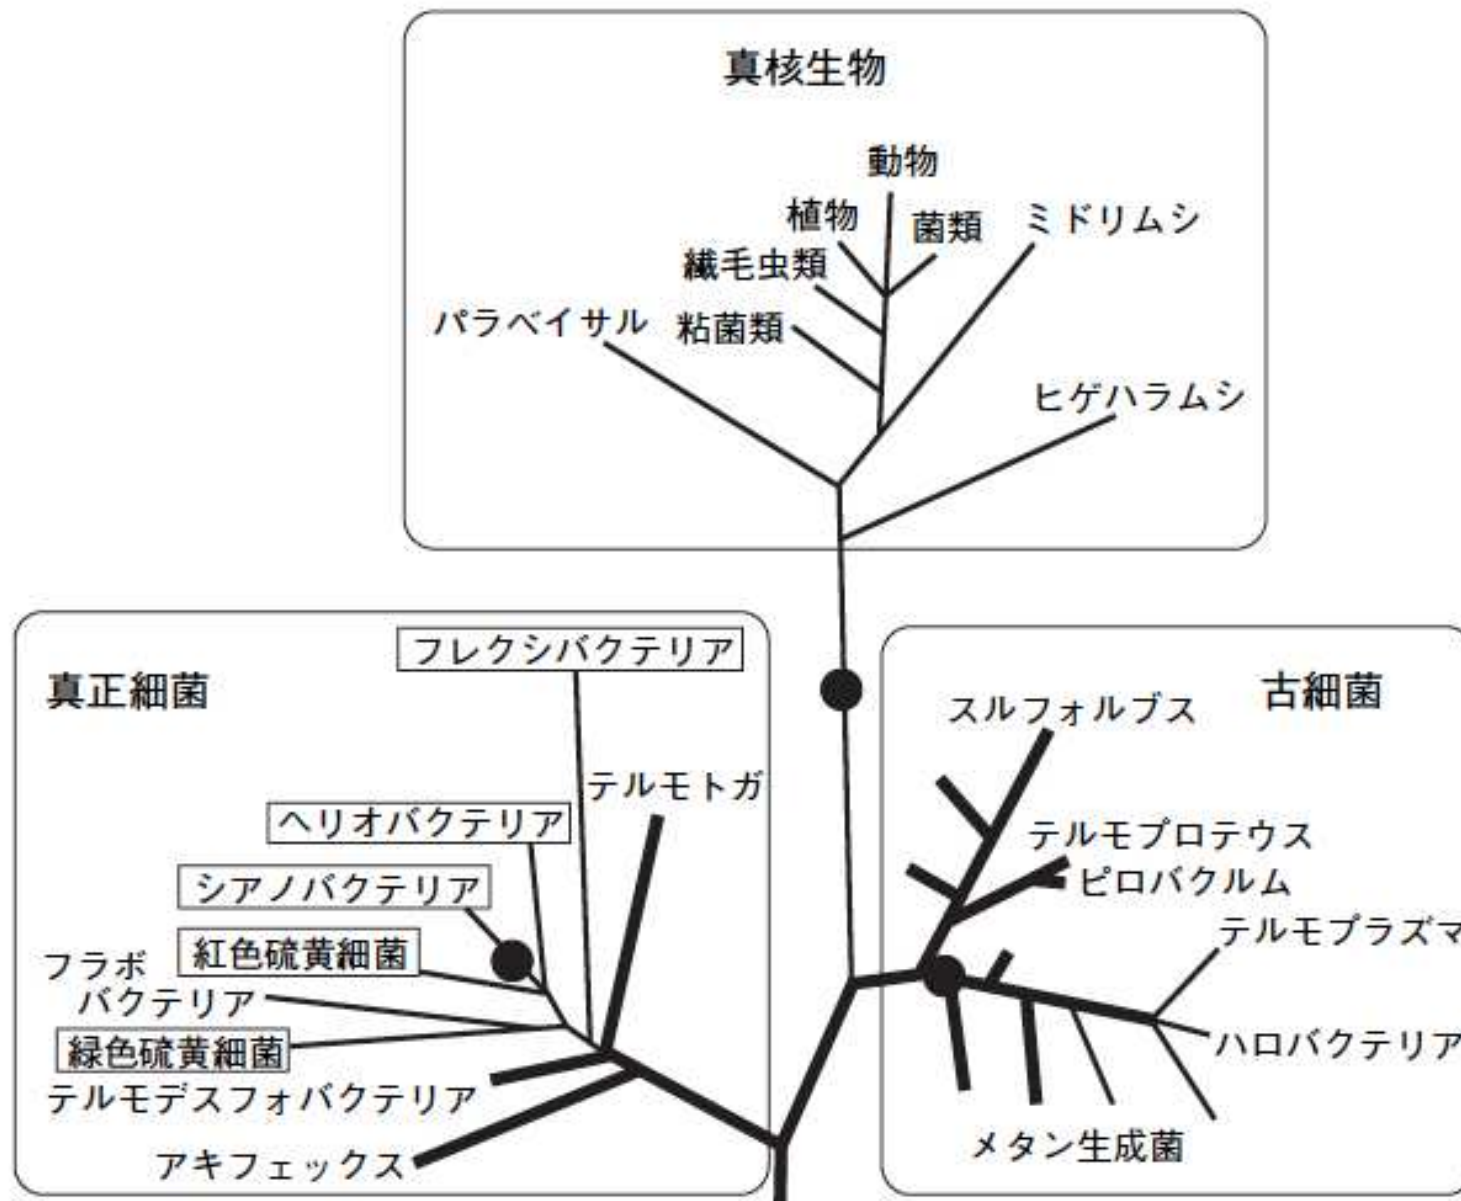 真核生物
動物
植物
菌類
ミドリムシ
繊毛虫類
パラベイサル
粘菌類
ヒゲハラムシ
真正細菌
フレクシバクテリア
テルモトガ
ヘリオバクテリア
シアノバクテリア
紅色硫黄細菌
フラボ
バクテリア
緑色硫黄細菌
テルモデスフォバクテリア
アキフェックス
古細菌
スルフォルブス
テルモプロテウス
ピロバクルム
テルモプラズマ
ハロバクテリア
メタン生成菌